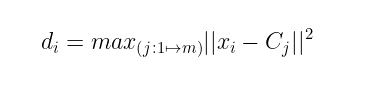 d_i = max_{(j:1↦m)}||x_i − C_j||^2